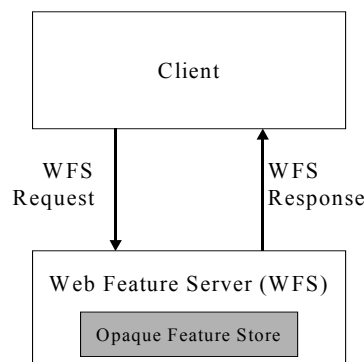 Client
WFS
Request
WFS
Response
Web Feature Server (WFS)
Opaque Feature Store